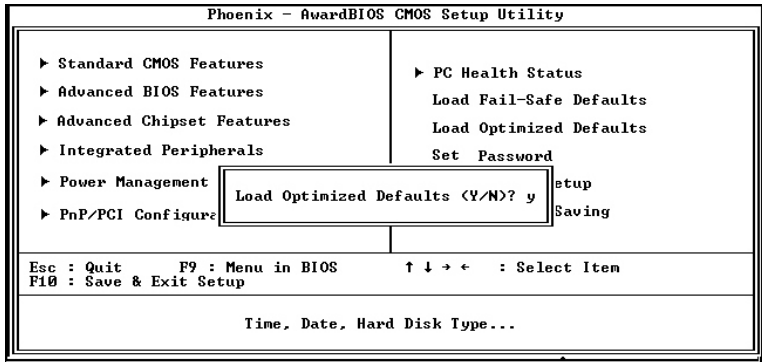 Phoenix - AwardBIOS CMOS Setup Utility
► Standard CMOS Features
► Advanced BIOS Features
► Advanced Chipset Features
► Integrated Peripherals
► Power Management
► PnP/PCI Configura
► PC Health Status
Load Fail-Safe Defaults
Load Optimized Defaults
Set Password
etup
Saving
Load Optimized Defaults (Y/N)? y
Esc : Quit F9 : Menu in BIOS ↑ ↓ → ← : Select Item
F10 : Save & Exit Setup
Time, Date, Hard Disk Type...